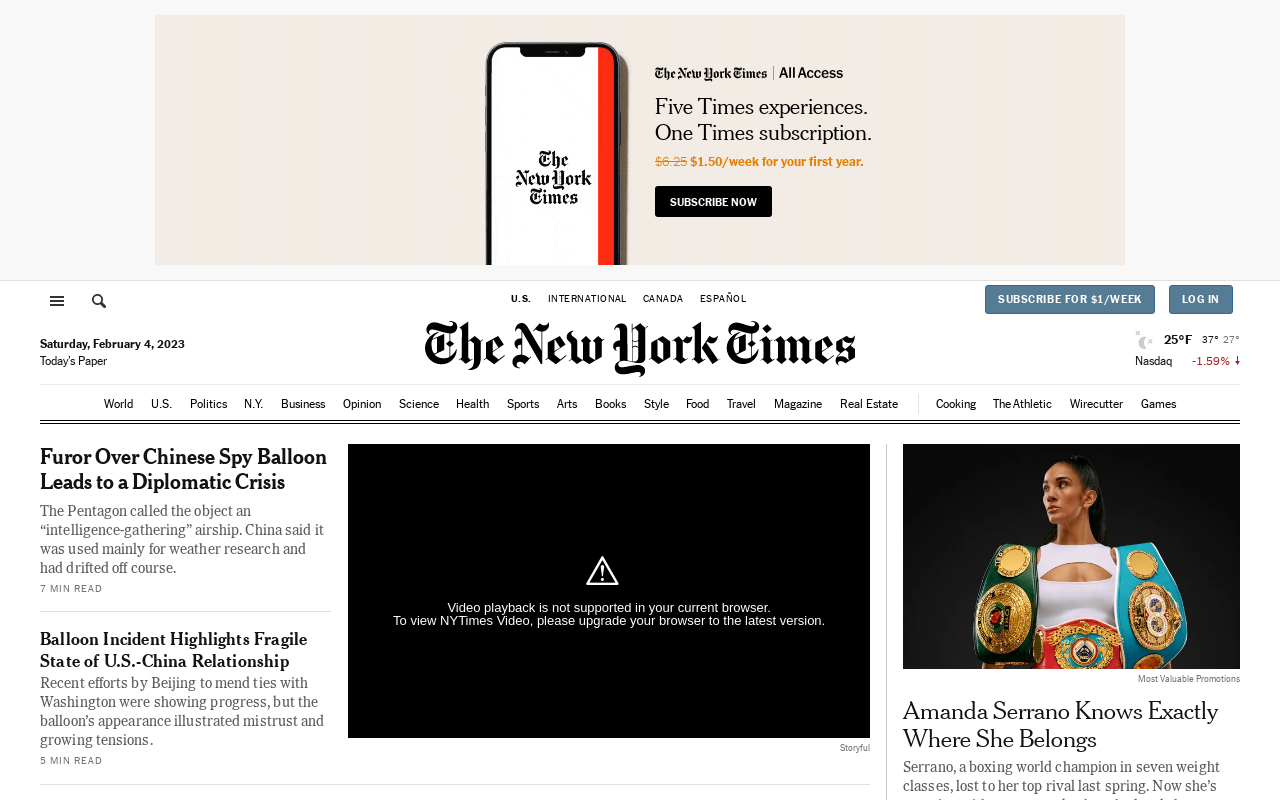 The New York Times
The New York Times | All Access
Five Times experiences.
One Times subscription.
$6.25 $1.50/week for your first year.
SUBSCRIBE NOW
U.S. INTERNATIONAL CANADA ESPAÑOL
SUBSCRIBE FOR $1/WEEK LOG IN
The New York Times
Saturday, February 4, 2023
Today's Paper
25°F 37° 27°
Nasdaq -1.59%
World U.S. Politics N.Y. Business Opinion Science Health Sports Arts Books Style Food Travel Magazine Real Estate Cooking The Athletic Wirecutter Games
Furor Over Chinese Spy Balloon
Leads to a Diplomatic Crisis
The Pentagon called the object an
“intelligence-gathering” airship. China said it
was used mainly for weather research and
had drifted off course.
7 MIN READ
Balloon Incident Highlights Fragile
State of U.S.-China Relationship
Recent efforts by Beijing to mend ties with
Washington were showing progress, but the
balloon’s appearance illustrated mistrust and
growing tensions.
5 MIN READ
Video playback is not supported in your current browser.
To view NYTimes Video, please upgrade your browser to the latest version.
Storyful
Most Valuable Promotions
Amanda Serrano Knows Exactly
Where She Belongs
Serrano, a boxing world champion in seven weight
classes, lost to her top rival last spring. Now she’s